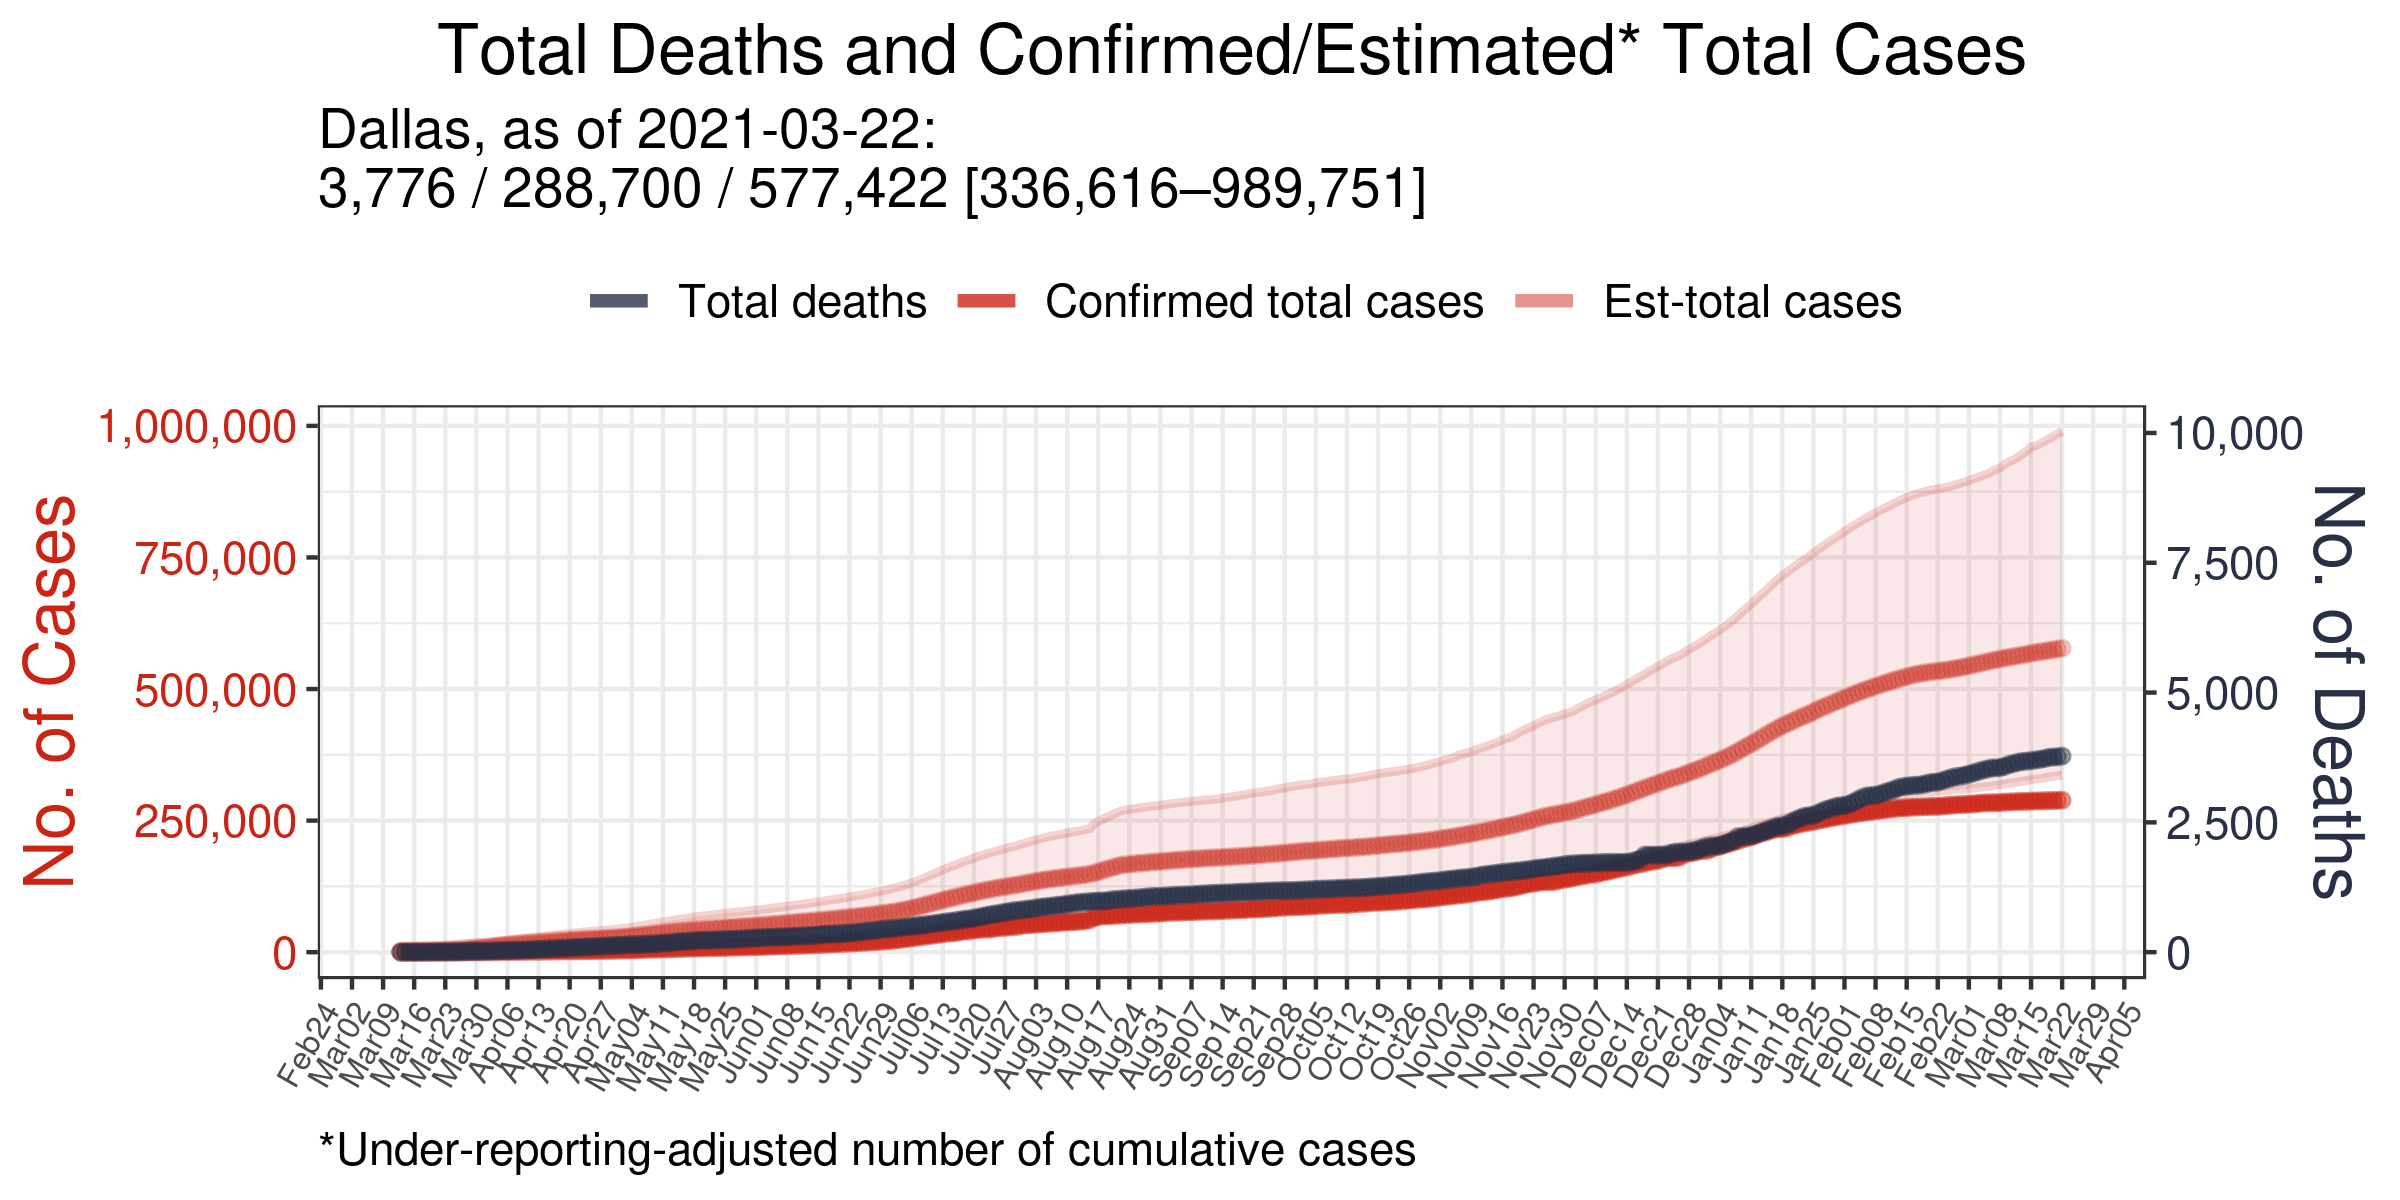 Total Deaths and Confirmed/Estimated* Total Cases
Dallas, as of 2021-03-22:
3,776 / 288,700 / 577,422 [336,616–989,751]
Total deaths
Confirmed total cases
Est-total cases
No. of Cases
1,000,000
750,000
500,000
250,000
0
10,000
7,500
5,000
2,500
0
No. of Deaths
Feb24
Mar02
Mar09
Mar16
Mar23
Mar30
Apr06
Apr13
Apr20
Apr27
May04
May11
May18
May25
Jun01
Jun08
Jun15
Jun22
Jun29
Jul06
Jul13
Jul20
Jul27
Aug03
Aug10
Aug17
Aug24
Aug31
Sep07
Sep14
Sep21
Sep28
Oct05
Oct12
Oct19
Oct26
Nov02
Nov09
Nov16
Nov23
Nov30
Dec07
Dec14
Dec21
Dec28
Jan04
Jan11
Jan18
Jan25
Feb01
Feb08
Feb15
Feb22
Mar01
Mar08
Mar15
Mar22
Mar29
Apr05
*Under-reporting-adjusted number of cumulative cases